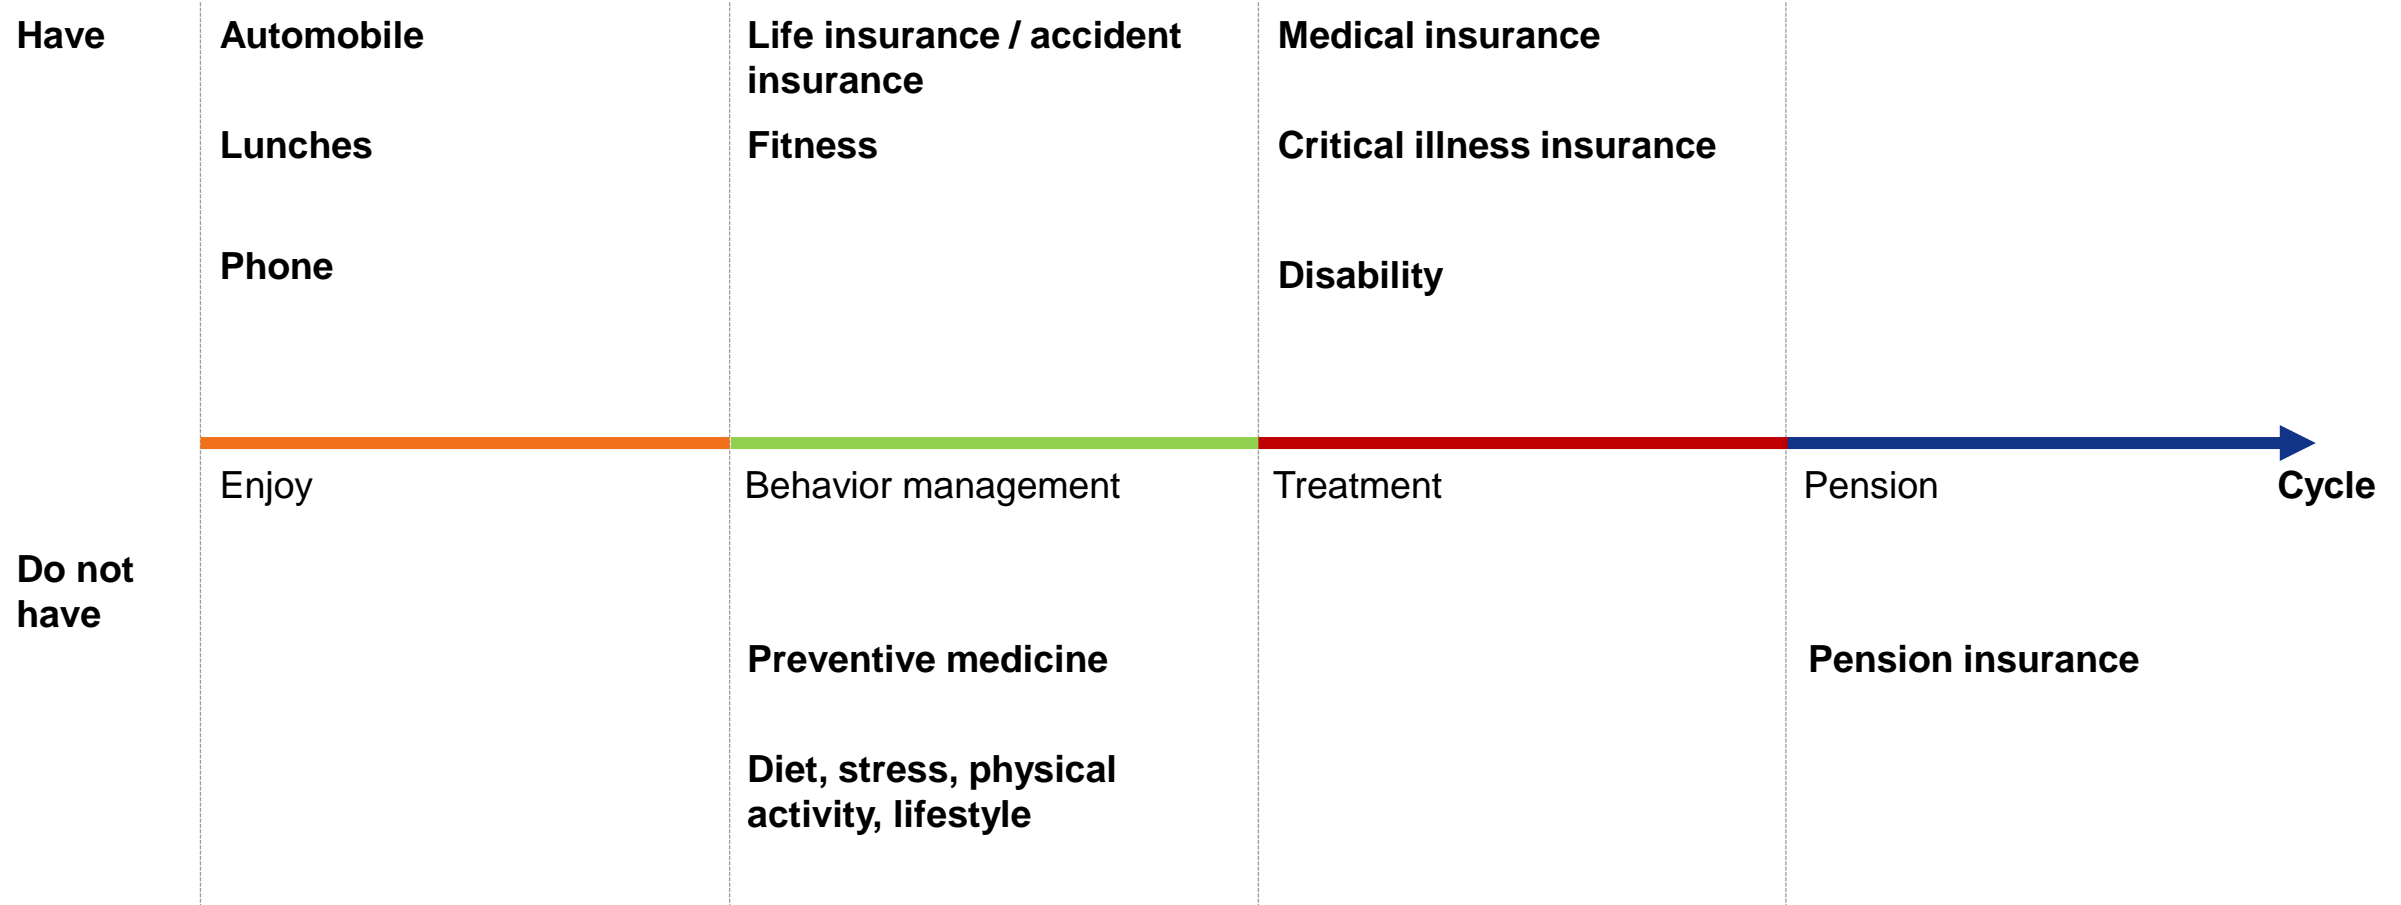 Have
Automobile
Life insurance / accident
insurance
Medical insurance
Lunches
Fitness
Critical illness insurance
Phone
Disability
Enjoy
Behavior management
Treatment
Pension
Cycle
Do not
have
Preventive medicine
Pension insurance
Diet, stress, physical
activity, lifestyle